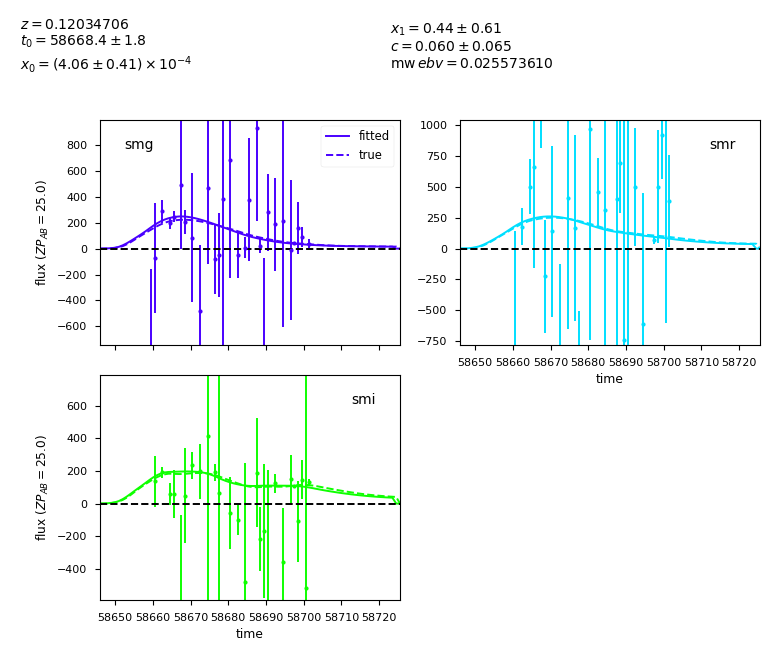 z = 0.12034706
t₀ = 58668.4 ± 1.8
x₀ = (4.06 ± 0.41) × 10⁻⁴
x₁ = 0.44 ± 0.61
c = 0.060 ± 0.065
mw ebv = 0.025573610
smg
fitted
true
800
600
400
200
0
−200
−400
−600
flux (ZP_AB = 25.0)
smr
1000
750
500
250
0
−250
−500
−750
58650 58660 58670 58680 58690 58700 58710 58720
time
smi
600
400
200
0
−200
−400
flux (ZP_AB = 25.0)
58650 58660 58670 58680 58690 58700 58710 58720
time